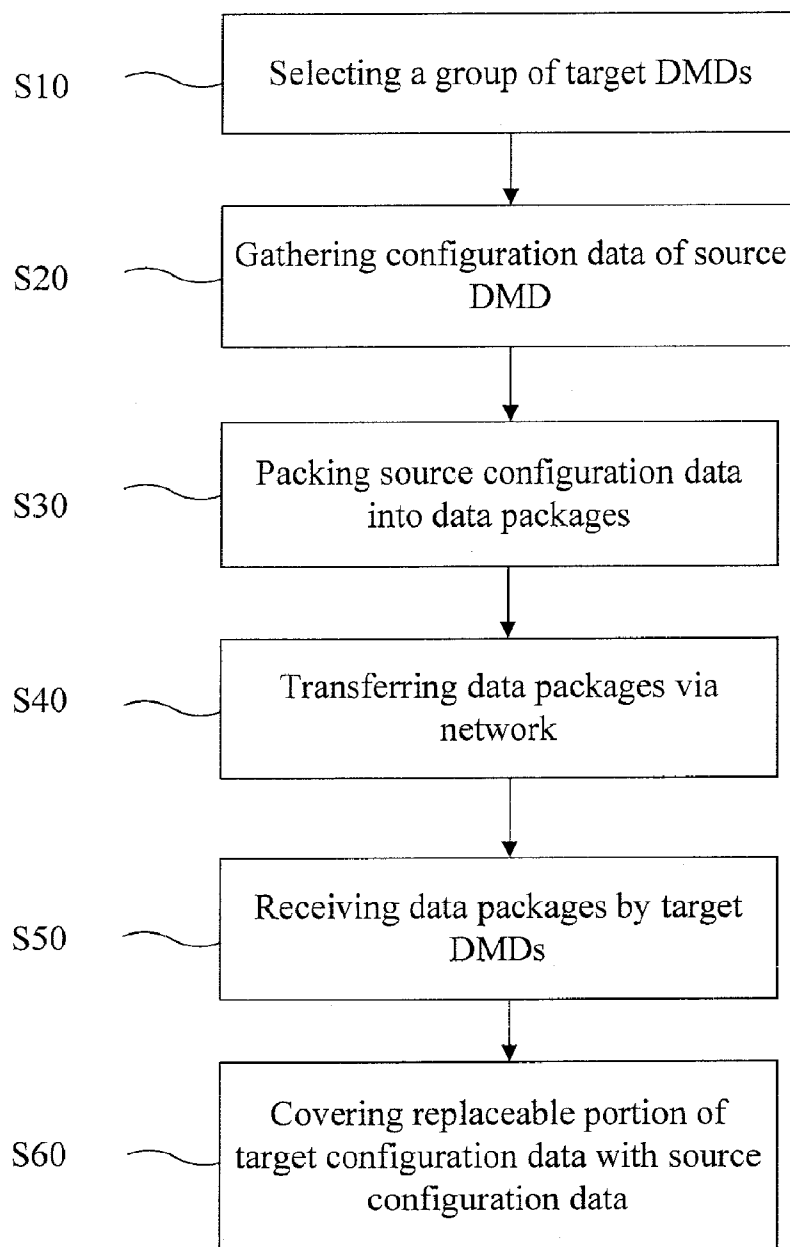 S10
Selecting a group of target DMDs
S20
Gathering configuration data of source
DMD
S30
Packing source configuration data
into data packages
S40
Transferring data packages via
network
S50
Receiving data packages by target
DMDs
S60
Covering replaceable portion of
target configuration data with source
configuration data